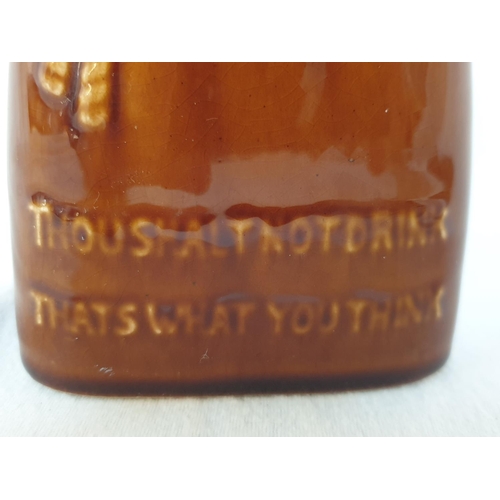 THOU SHALT NOT DRINK
THATS WHAT YOU THINK